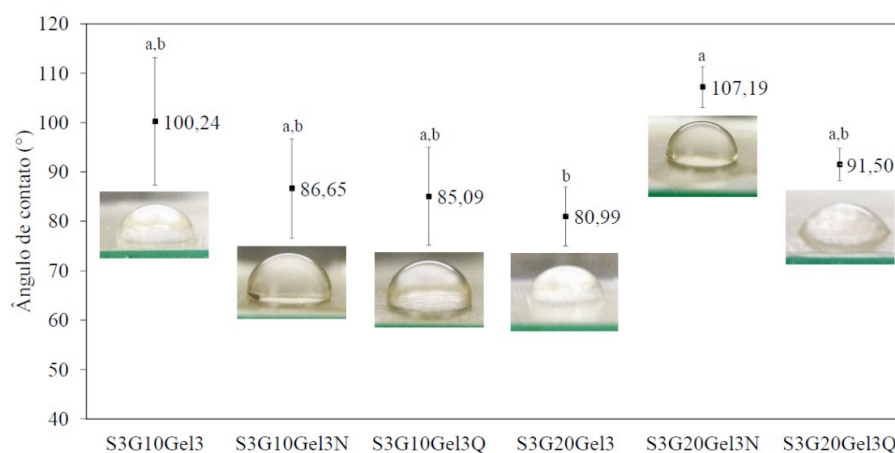 120
110
100
90
80
70
60
50
40
Ângulo de contato (°)
a,b
100,24
a,b
86,65
a,b
85,09
b
80,99
a
107,19
a,b
91,50
S3G10Gel3 S3G10Gel3N S3G10Gel3Q S3G20Gel3 S3G20Gel3N S3G20Gel3Q